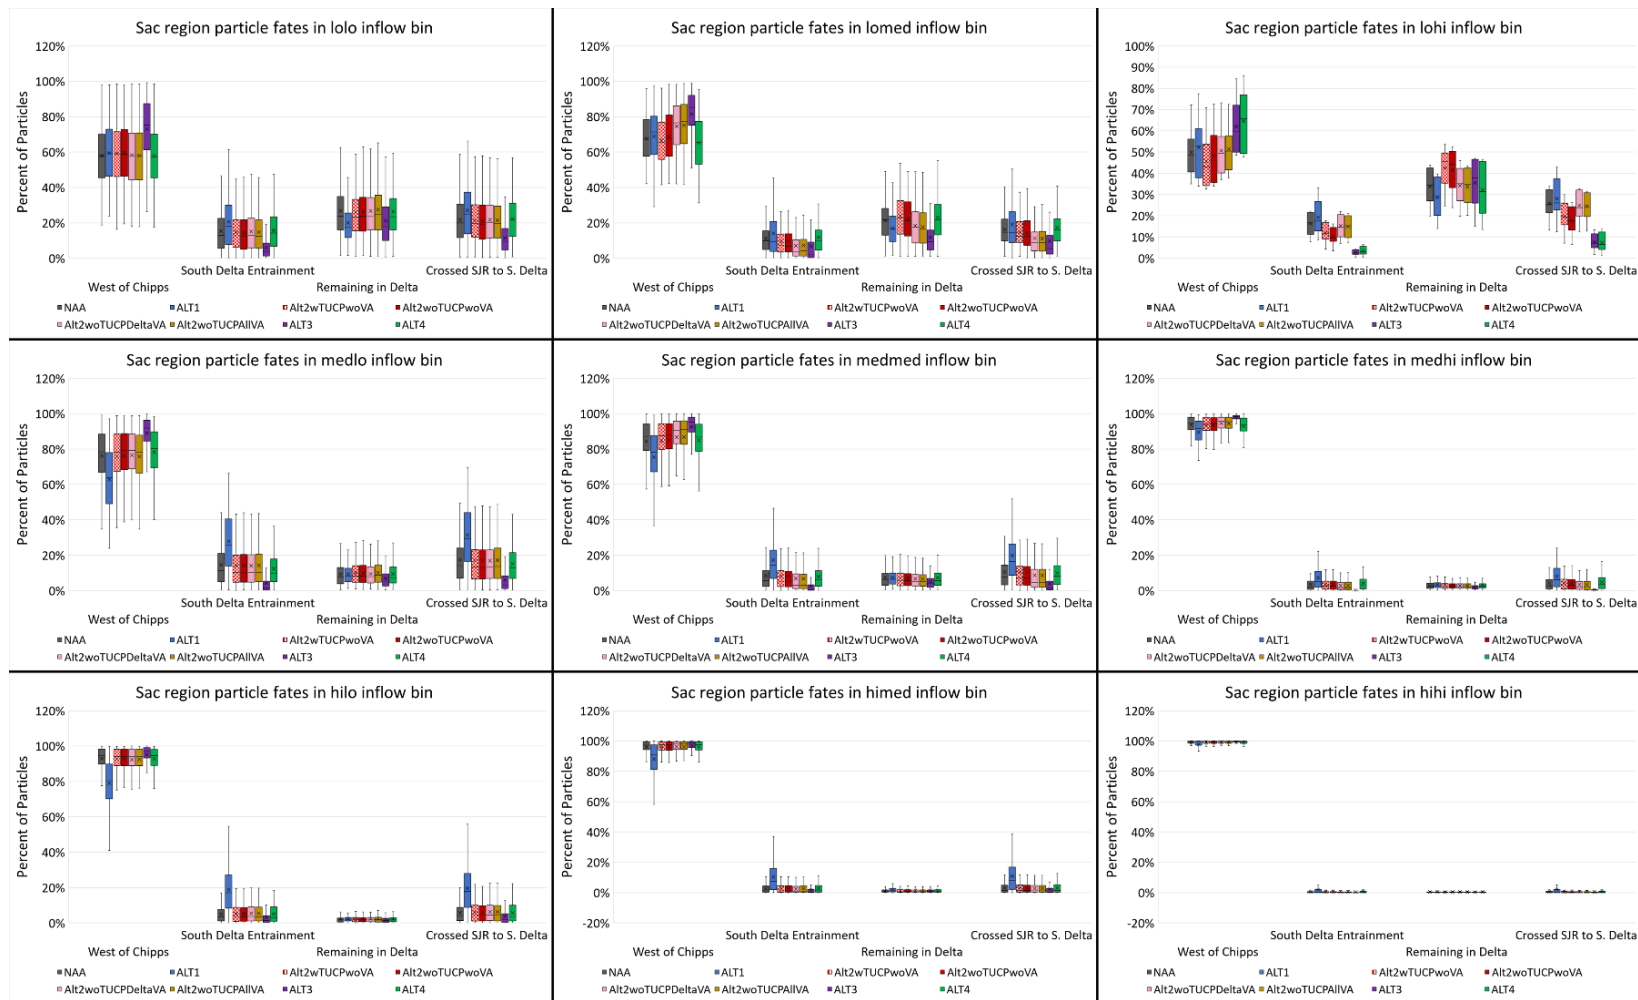 Sac region particle fates in lolo inflow bin
Percent of Particles
120%
100%
80%
60%
40%
20%
0%
South Delta Entrainment Crossed SJR to S. Delta
West of Chipps Remaining in Delta
NAA ALT1 Alt2wTUCPwoVA Alt2woTUCPwoVA
Alt2woTUCPDeltaVA Alt2woTUCPAllVA ALT3 ALT4
Sac region particle fates in lomed inflow bin
Percent of Particles
120%
100%
80%
60%
40%
20%
0%
South Delta Entrainment Crossed SJR to S. Delta
West of Chipps Remaining in Delta
NAA ALT1 Alt2wTUCPwoVA Alt2woTUCPwoVA
Alt2woTUCPDeltaVA Alt2woTUCPAllVA ALT3 ALT4
Sac region particle fates in lohi inflow bin
Percent of Particles
100%
90%
80%
70%
60%
50%
40%
30%
20%
10%
0%
South Delta Entrainment Crossed SJR to S. Delta
West of Chipps Remaining in Delta
NAA ALT1 Alt2wTUCPwoVA Alt2woTUCPwoVA
Alt2woTUCPDeltaVA Alt2woTUCPAllVA ALT3 ALT4
Sac region particle fates in medlo inflow bin
Percent of Particles
120%
100%
80%
60%
40%
20%
0%
South Delta Entrainment Crossed SJR to S. Delta
West of Chipps Remaining in Delta
NAA ALT1 Alt2wTUCPwoVA Alt2woTUCPwoVA
Alt2woTUCPDeltaVA Alt2woTUCPAllVA ALT3 ALT4
Sac region particle fates in medmed inflow bin
Percent of Particles
120%
100%
80%
60%
40%
20%
0%
South Delta Entrainment Crossed SJR to S. Delta
West of Chipps Remaining in Delta
NAA ALT1 Alt2wTUCPwoVA Alt2woTUCPwoVA
Alt2woTUCPDeltaVA Alt2woTUCPAllVA ALT3 ALT4
Sac region particle fates in medhi inflow bin
Percent of Particles
120%
100%
80%
60%
40%
20%
0%
South Delta Entrainment Crossed SJR to S. Delta
West of Chipps Remaining in Delta
NAA ALT1 Alt2wTUCPwoVA Alt2woTUCPwoVA
Alt2woTUCPDeltaVA Alt2woTUCPAllVA ALT3 ALT4
Sac region particle fates in hilo inflow bin
Percent of Particles
120%
100%
80%
60%
40%
20%
0%
South Delta Entrainment Crossed SJR to S. Delta
West of Chipps Remaining in Delta
NAA ALT1 Alt2wTUCPwoVA Alt2woTUCPwoVA
Alt2woTUCPDeltaVA Alt2woTUCPAllVA ALT3 ALT4
Sac region particle fates in himed inflow bin
Percent of Particles
120%
100%
80%
60%
40%
20%
0%
-20%
South Delta Entrainment Crossed SJR to S. Delta
West of Chipps Remaining in Delta
NAA ALT1 Alt2wTUCPwoVA Alt2woTUCPwoVA
Alt2woTUCPDeltaVA Alt2woTUCPAllVA ALT3 ALT4
Sac region particle fates in hihi inflow bin
Percent of Particles
120%
100%
80%
60%
40%
20%
0%
-20%
South Delta Entrainment Crossed SJR to S. Delta
West of Chipps Remaining in Delta
NAA ALT1 Alt2wTUCPwoVA Alt2woTUCPwoVA
Alt2woTUCPDeltaVA Alt2woTUCPAllVA ALT3 ALT4